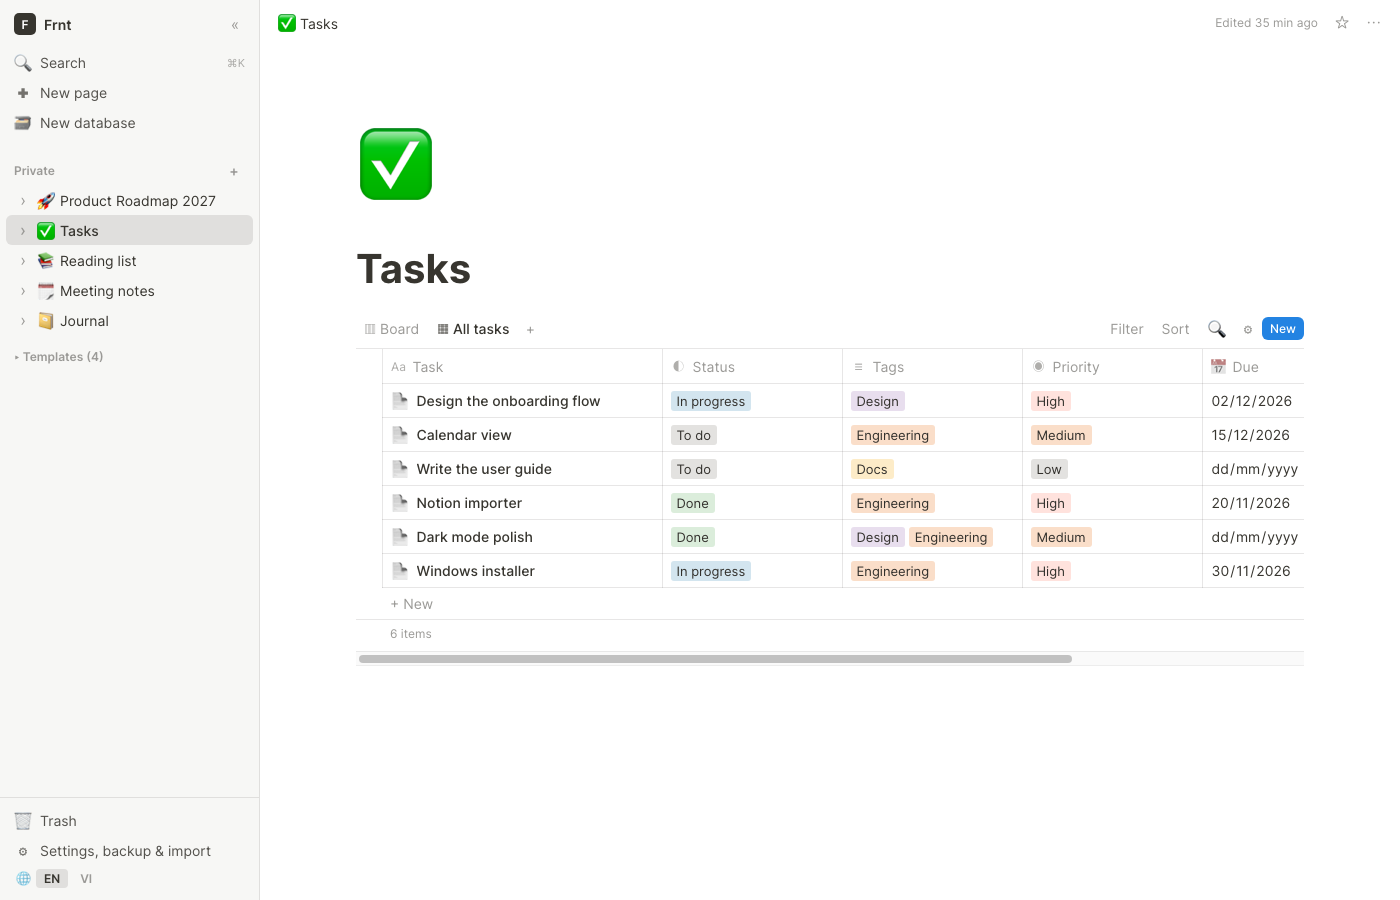 F Frnt «
Search ⌘K
New page
New database
Private +
Product Roadmap 2027
Tasks
Reading list
Meeting notes
Journal
Templates (4)
Trash
Settings, backup & import
EN VI
Tasks
Edited 35 min ago
Tasks
Board All tasks +
Filter Sort New
Aa Task Status Tags Priority Due
Design the onboarding flow In progress Design High 02/12/2026
Calendar view To do Engineering Medium 15/12/2026
Write the user guide To do Docs Low dd/mm/yyyy
Notion importer Done Engineering High 20/11/2026
Dark mode polish Done Design Engineering Medium dd/mm/yyyy
Windows installer In progress Engineering High 30/11/2026
+ New
6 items